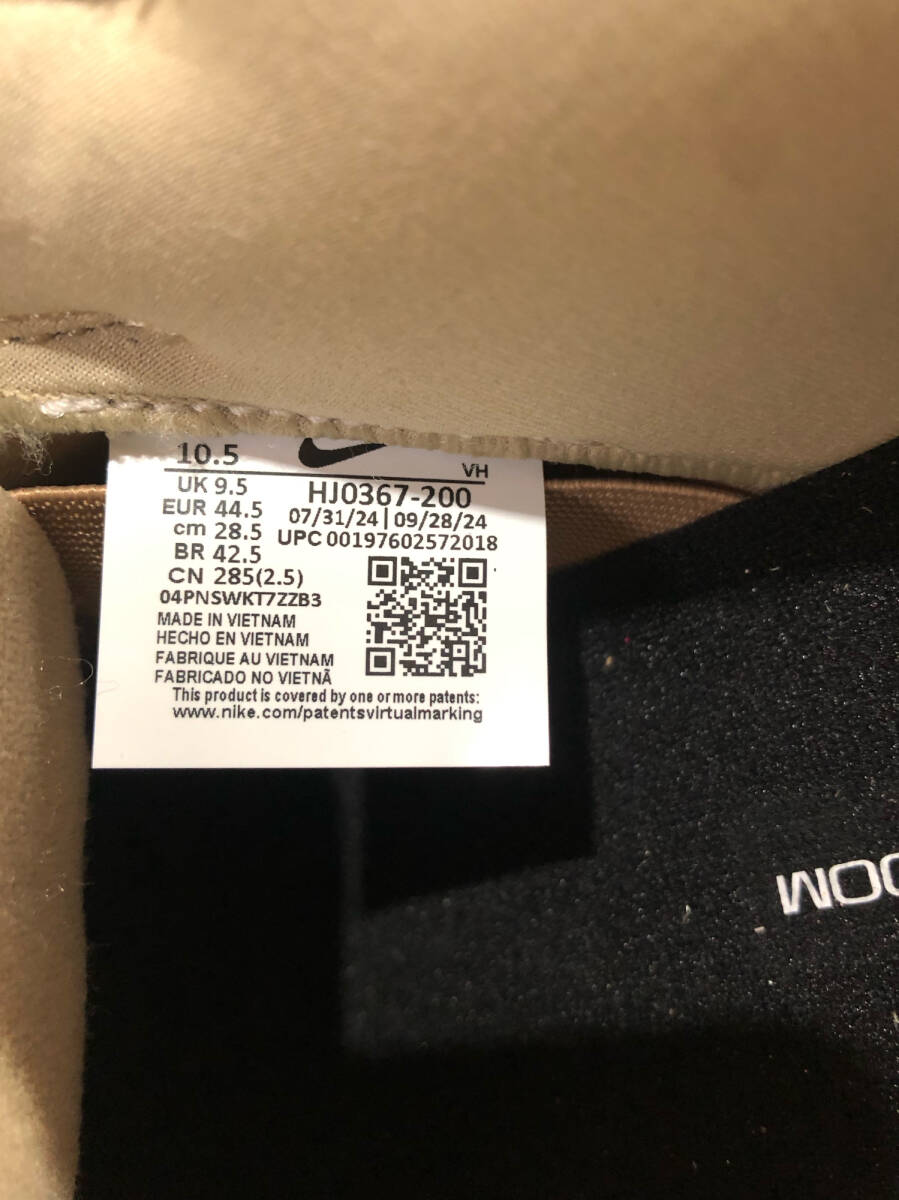 10.5
VH
UK 9.5
HJ0367-200
EUR 44.5
07/31/24 | 09/28/24
cm 28.5
UPC 00197602572018
BR 42.5
CN 285(2.5)
04PNSWKT7ZZB3
MADE IN VIETNAM
HECHO EN VIETNAM
FABRIQUE AU VIETNAM
FABRICADO NO VIETNÃ
This product is covered by one or more patents:
www.nike.com/patentsvirtualmarking